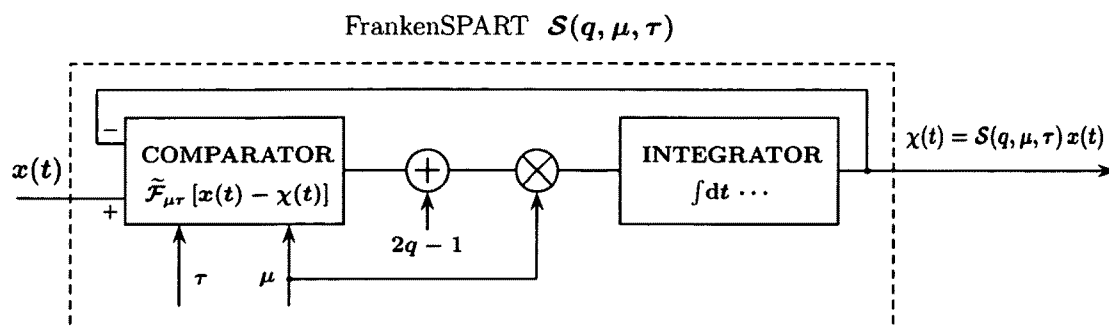 FrankenSPART 𝓢(q, μ, τ)
χ(t) = 𝓢(q, μ, τ) x(t)
−
COMPARATOR
INTEGRATOR
x(t)
+
𝓕̃̃_μτ [x(t) − χ(t)]
+
×
∫dt ⋯
2q − 1
τ
μ